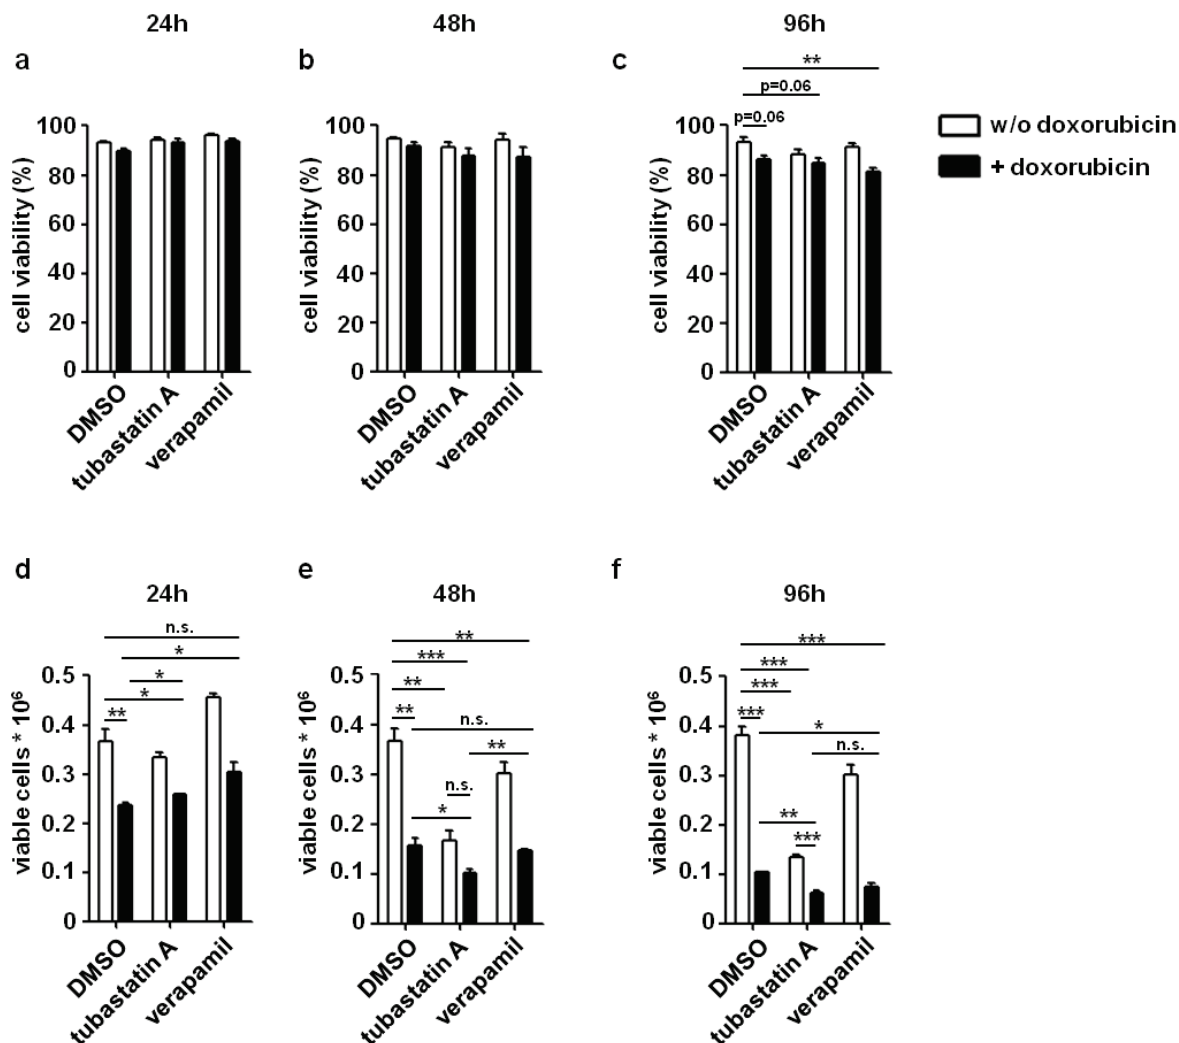 24h 48h 96h
a b c
**
p=0.06
p=0.06
w/o doxorubicin
+ doxorubicin
cell viability (%)
100
80
60
40
20
0
DMSO
tubastatin A
verapamil
cell viability (%)
100
80
60
40
20
0
DMSO
tubastatin A
verapamil
cell viability (%)
100
80
60
40
20
0
DMSO
tubastatin A
verapamil
d e f
24h 48h 96h
n.s.
*
*
*
**
viable cells * 10⁶
0.5
0.4
0.3
0.2
0.1
0
DMSO
tubastatin A
verapamil
**
***
**
**
n.s.
**
n.s.
*
viable cells * 10⁶
0.5
0.4
0.3
0.2
0.1
0
DMSO
tubastatin A
verapamil
***
***
***
***
*
n.s.
**
***
viable cells * 10⁶
0.5
0.4
0.3
0.2
0.1
0
DMSO
tubastatin A
verapamil